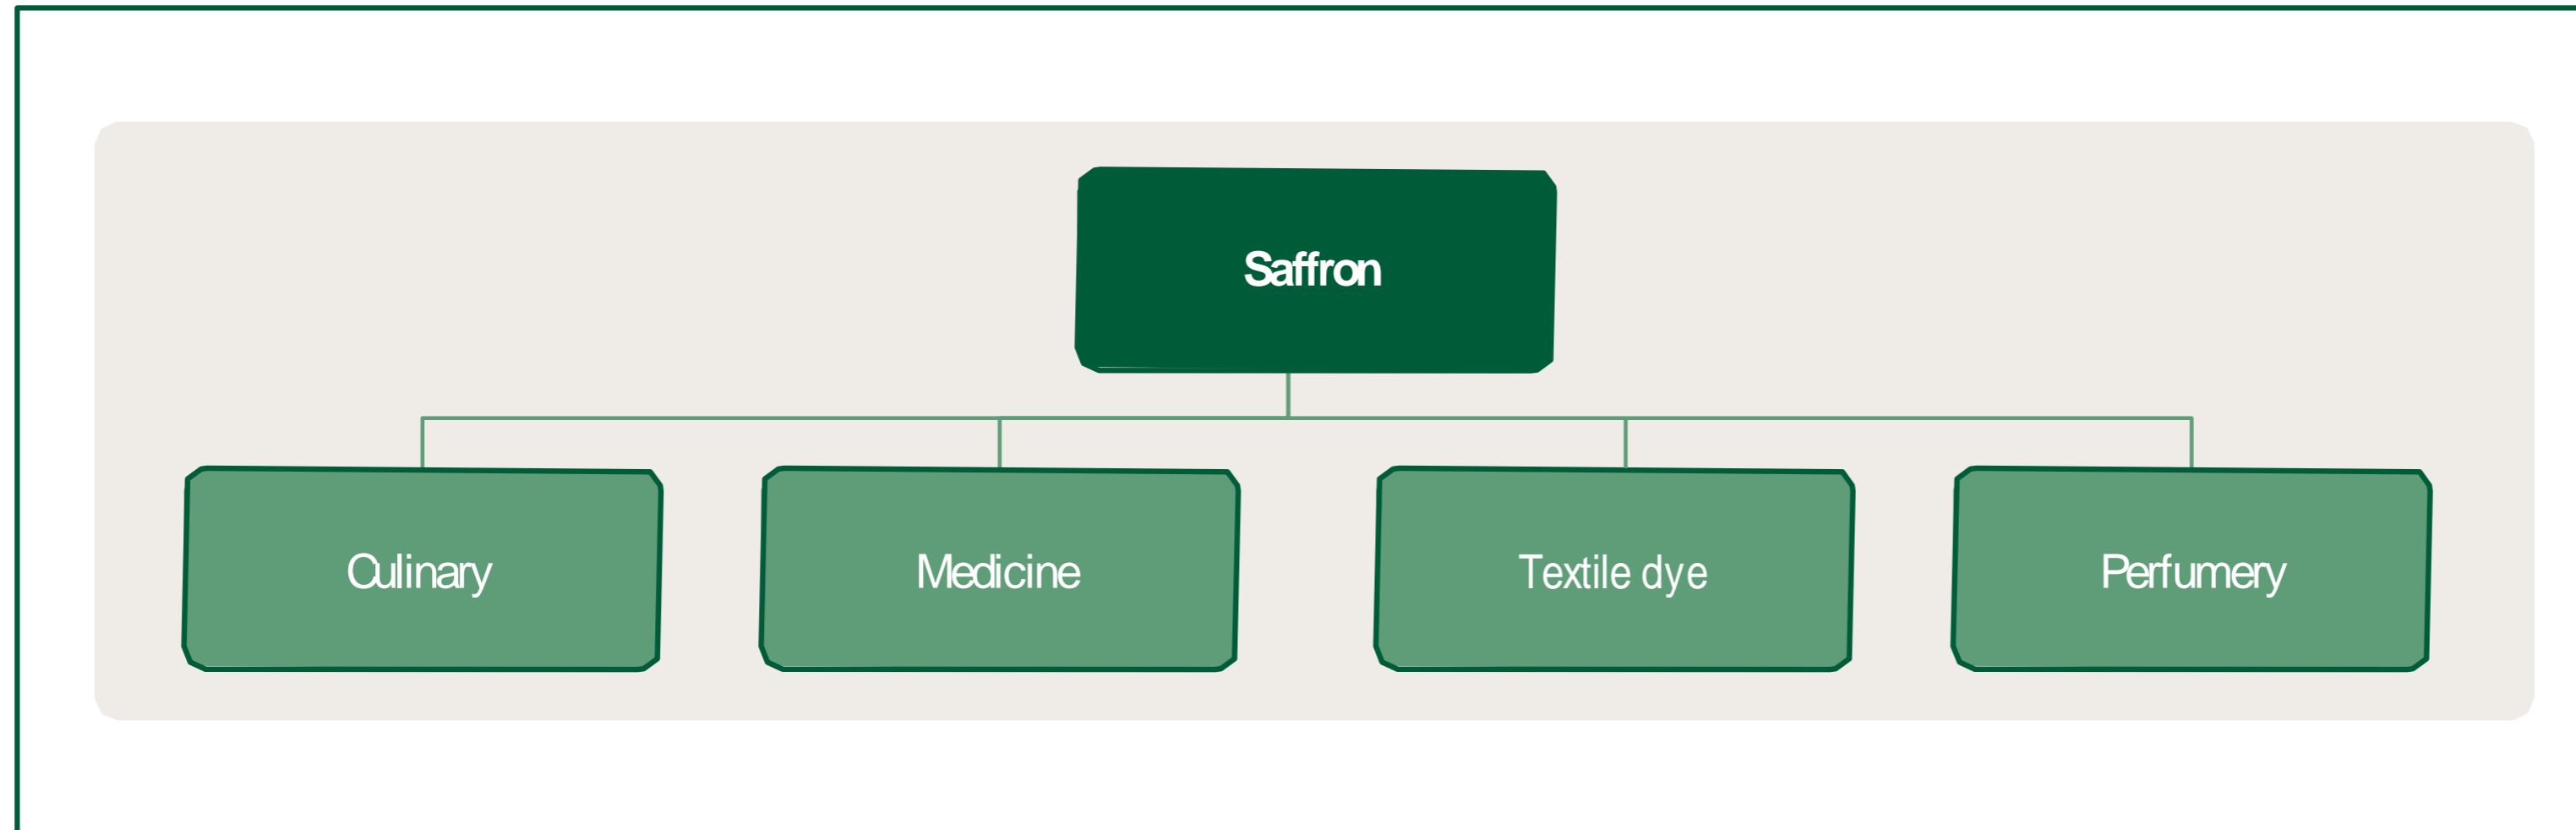 Saffron
Culinary
Medicine
Textile dye
Perfumery